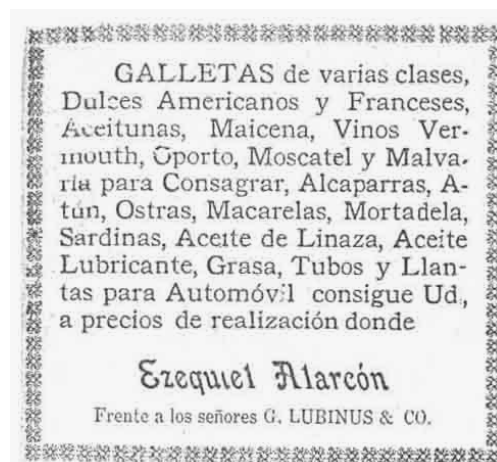 GALLETAS de varias clases,
Dulces Americanos y Franceses,
Aceitunas, Maicena, Vinos Ver-
mouth, Oporto, Moscatel y Malva-
ría para Consagrar, Alcaparras, A-
tún, Ostras, Macarelas, Mortadela,
Sardinas, Aceite de Linaza, Aceite
Lubricante, Grasa, Tubos y Llan-
tas para Automóvil consigue Ud.,
a precios de realización donde
Ezequiel Alarcón
Frente a los señores G. LUBINUS & CO.